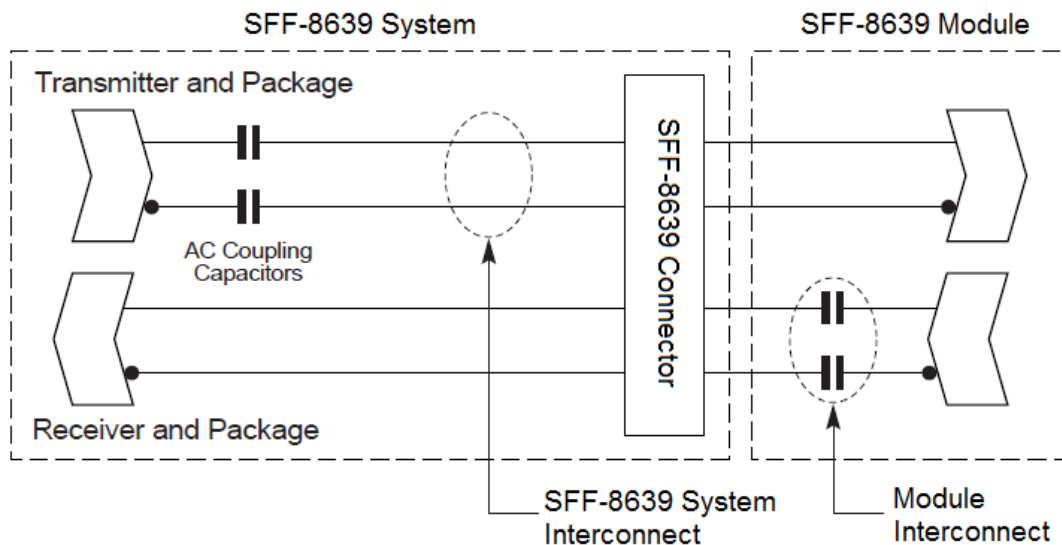 SFF-8639 System
SFF-8639 Module
Transmitter and Package
SFF-8639 Connector
AC Coupling
Capacitors
Receiver and Package
SFF-8639 System
Interconnect
Module
Interconnect